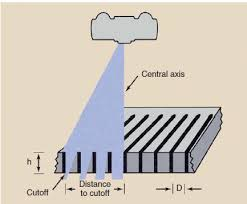 Central axis
h
Cutoff
Distance
to cutoff
D